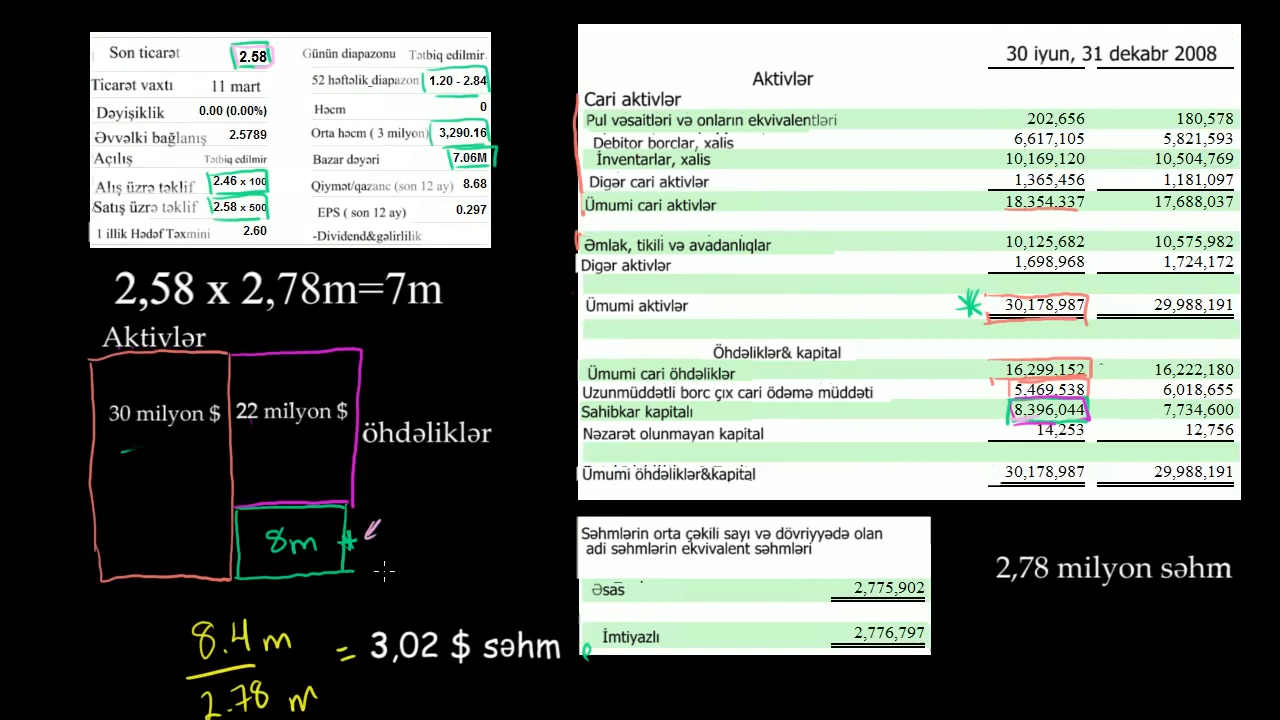 Son ticarət 2.58
Ticarət vaxtı 11 mart
Dəyişiklik 0.00 (0.00%)
Əvvəlki bağlanış 2.5789
Açılış Tətbiq edilmir
Alış üzrə təklif 2.46 x 100
Satış üzrə təklif 2.58 x 500
1 illik Hədəf Təxmini 2.60
Günün diapazonu Tətbiq edilmir
52 həftəlik diapazon 1.20 - 2.84
Həcm 0
Orta həcm ( 3 milyon) 3,290.16
Bazar dəyəri 7.06M
Qiymət/qazanc (son 12 ay) 8.68
EPS ( son 12 ay) 0.297
-Dividend&gəlirlilik
2,58 x 2,78m=7m
Aktivlər
30 milyon $
22 milyon $
öhdəliklər
8m
8.4 m
2.78 m
= 3,02 $ səhm
30 iyun, 31 dekabr 2008
Aktivlər
Cari aktivlər
Pul vəsaitləri və onların ekvivalentləri 202,656 180,578
Debitor borclar, xalis 6,617,105 5,821,593
İnventarlar, xalis 10,169,120 10,504,769
Digər cari aktivlər 1,365,456 1,181,097
Ümumi cari aktivlər 18.354,337 17,688,037
Əmlak, tikili və avadanlıqlar 10,125,682 10,575,982
Digər aktivlər 1,698,968 1,724,172
Ümumi aktivlər 30,178,987 29,988,191
Öhdəliklər& kapital
Ümumi cari öhdəliklər 16.299,152 16,222,180
Uzunmüddətli borc çıx cari ödəmə müddəti 5.469,538 6,018,655
Sahibkar kapitalı 8.396,044 7,734,600
Nəzarət olunmayan kapital 14,253 12,756
Ümumi öhdəliklər&kapital 30,178,987 29,988,191
Səhmlərin orta çəkili sayı və dövriyyədə olan
adi səhmlərin ekvivalent səhmləri
Əsas 2,775,902
İmtiyazlı 2,776,797
2,78 milyon səhm